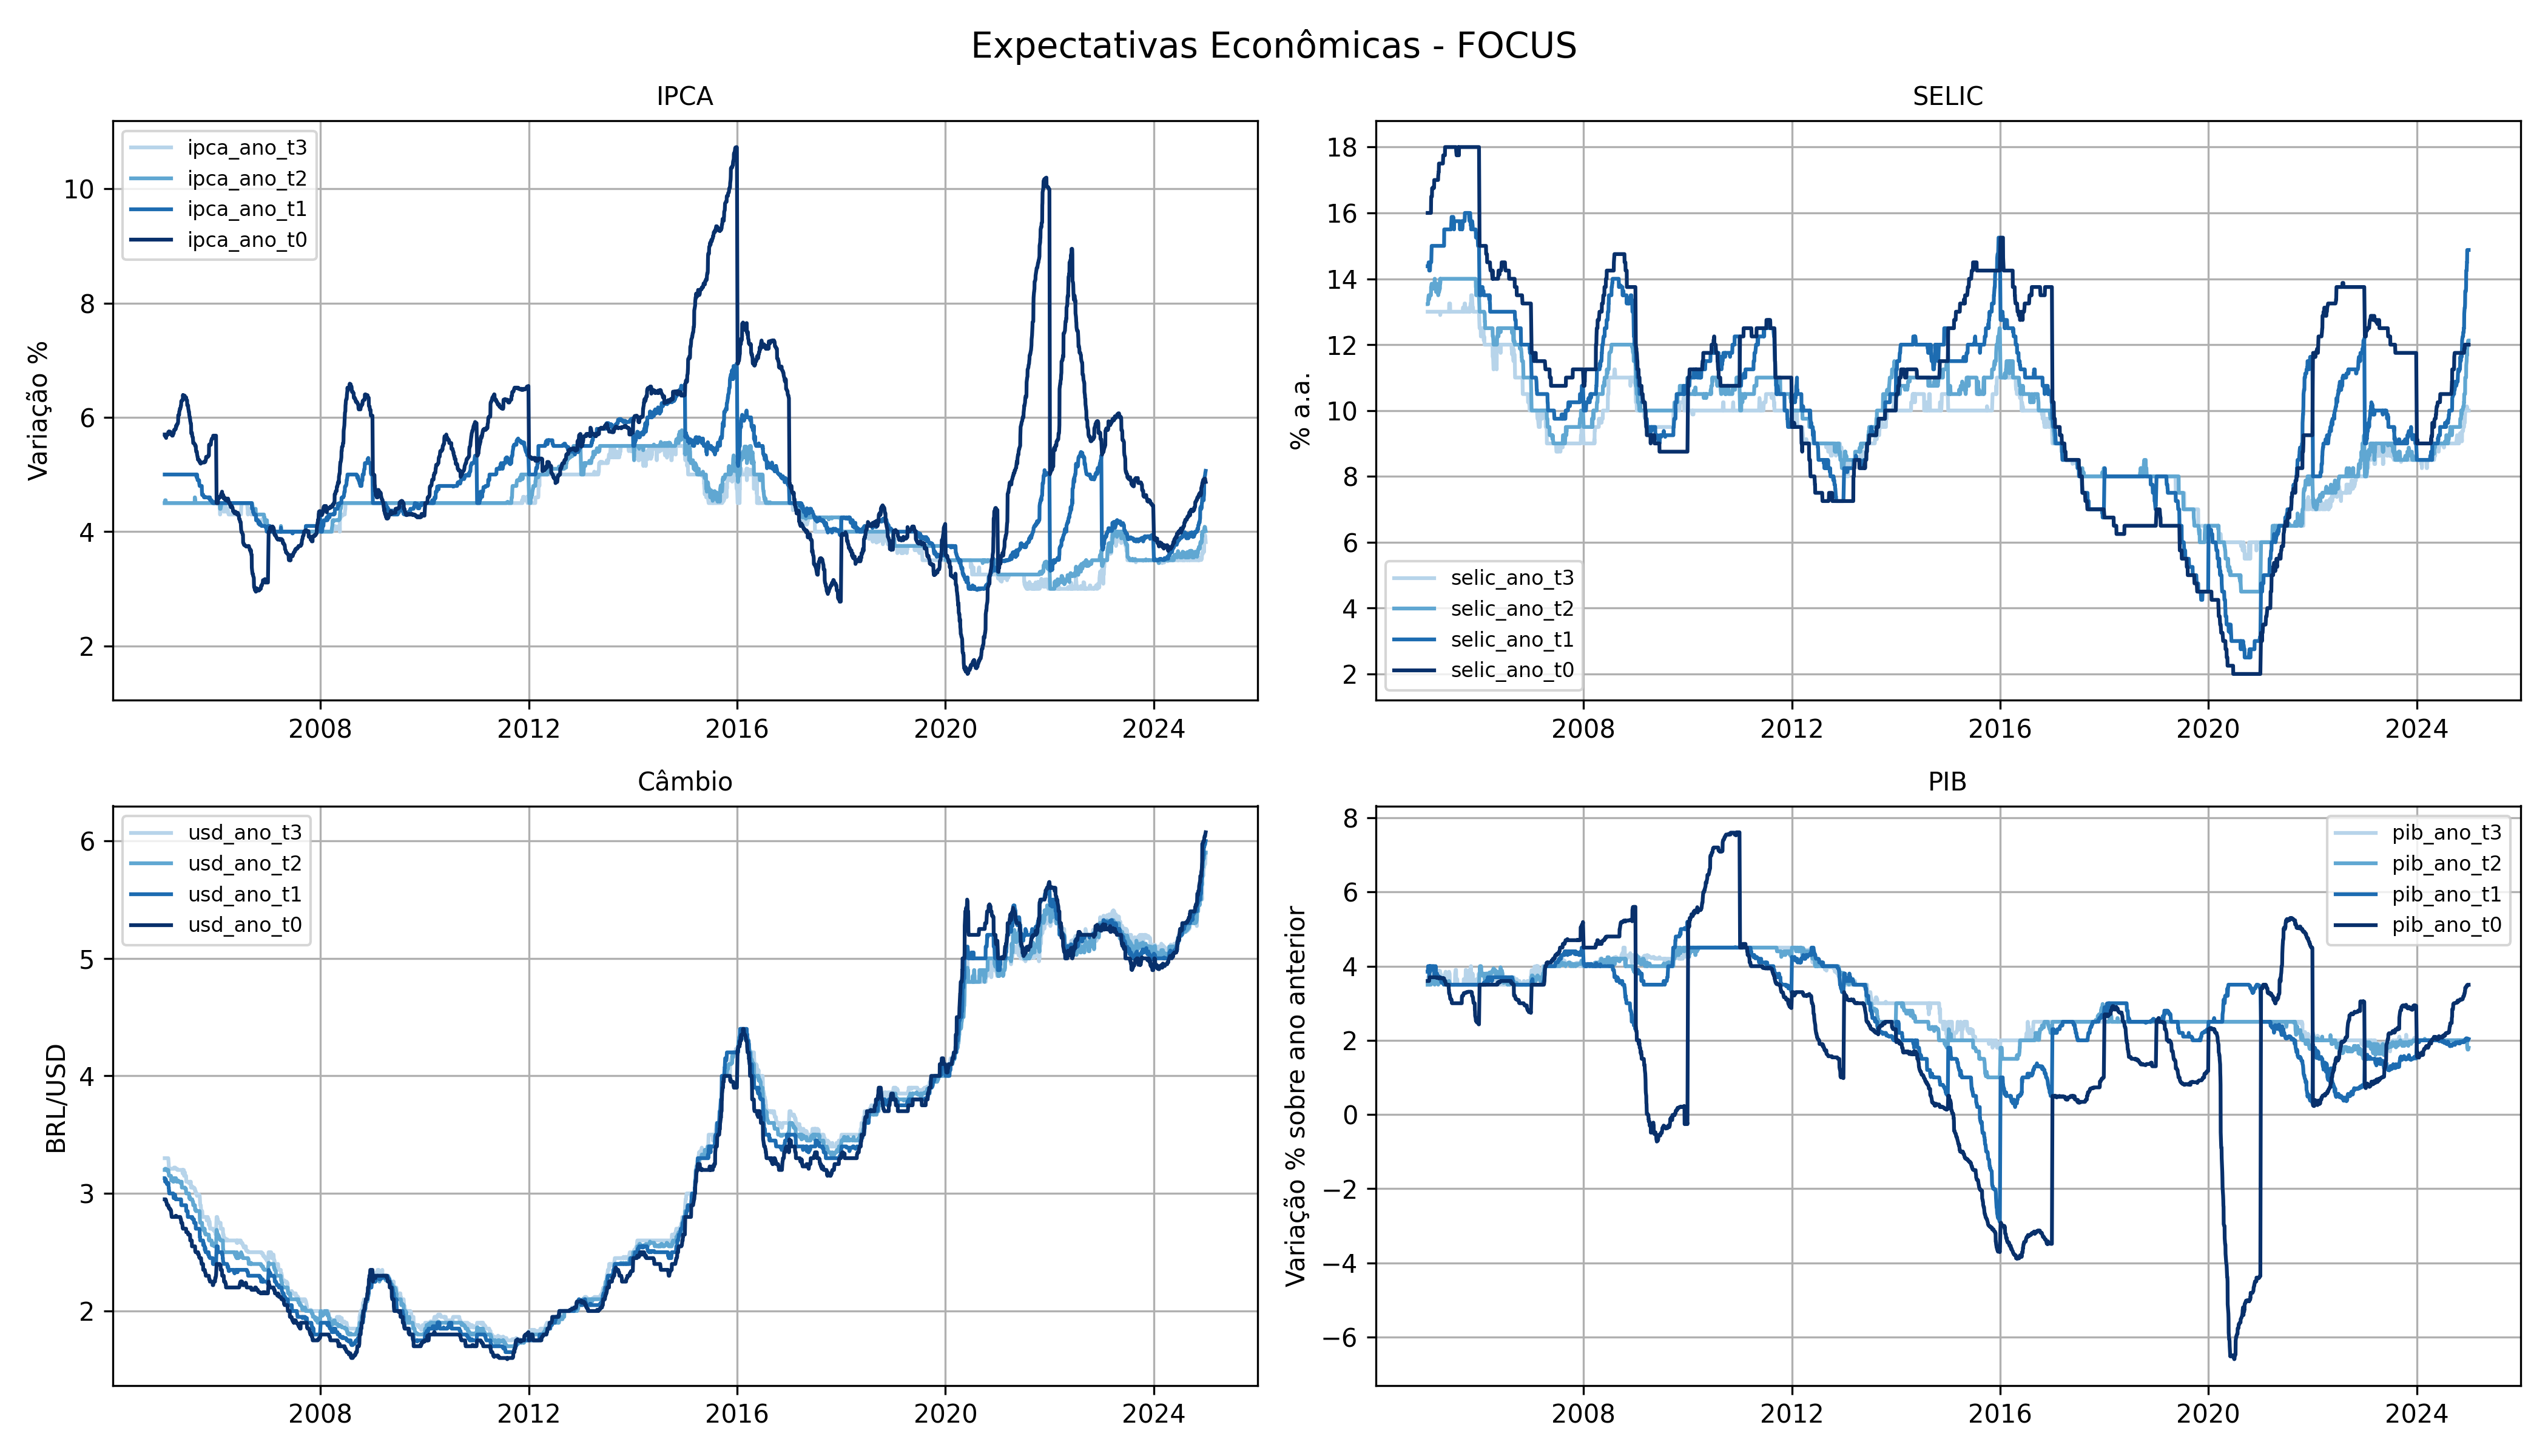 Expectativas Econômicas - FOCUS
IPCA
Variação %
10
8
6
4
2
ipca_ano_t3
ipca_ano_t2
ipca_ano_t1
ipca_ano_t0
2008 2012 2016 2020 2024
SELIC
% a.a.
18
16
14
12
10
8
6
4
2
selic_ano_t3
selic_ano_t2
selic_ano_t1
selic_ano_t0
2008 2012 2016 2020 2024
Câmbio
BRL/USD
6
5
4
3
2
usd_ano_t3
usd_ano_t2
usd_ano_t1
usd_ano_t0
2008 2012 2016 2020 2024
PIB
Variação % sobre ano anterior
8
6
4
2
0
−2
−4
−6
pib_ano_t3
pib_ano_t2
pib_ano_t1
pib_ano_t0
2008 2012 2016 2020 2024